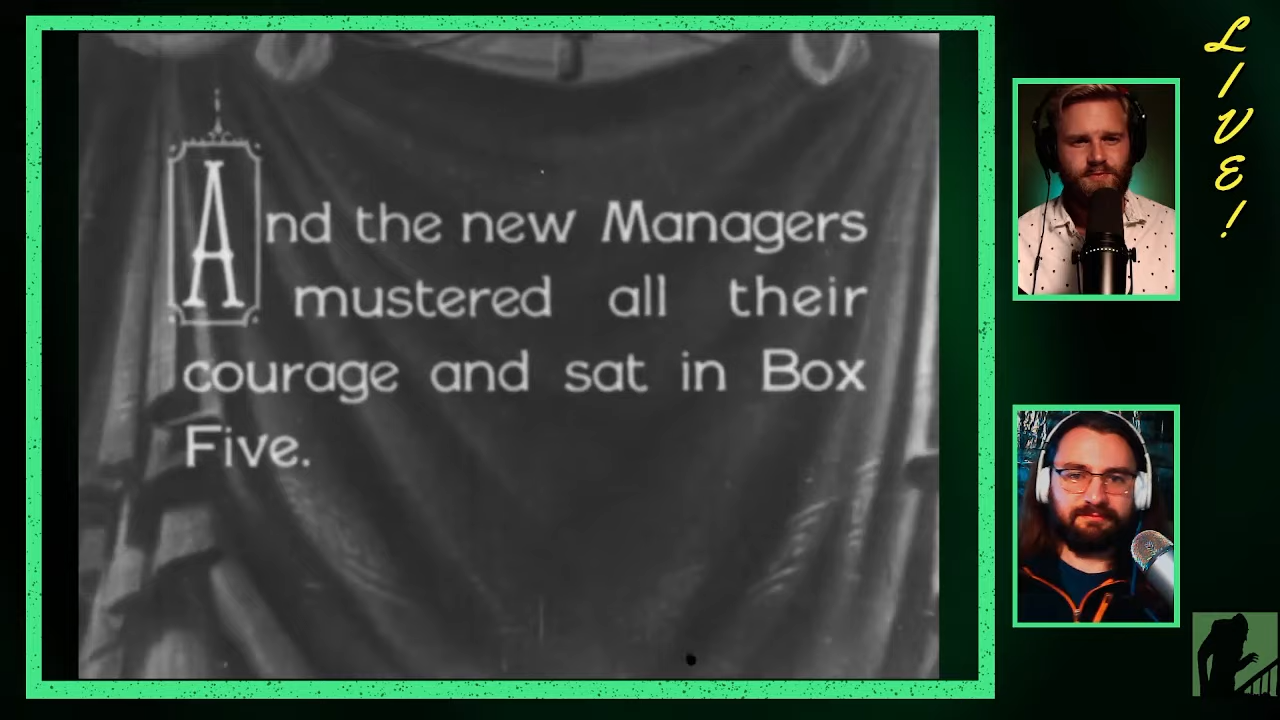 And the new Managers
mustered all their
courage and sat in Box
Five.
LIVE!